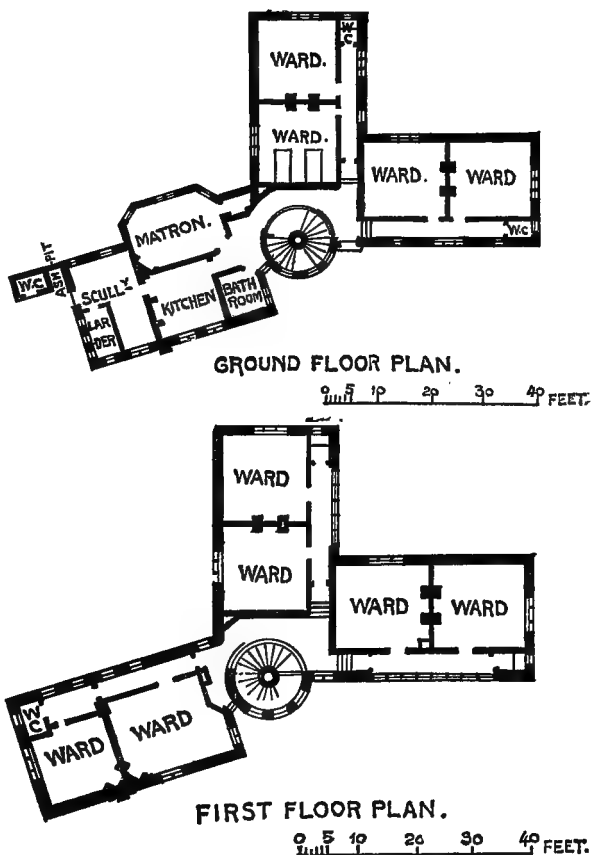 W
C
WARD.
WARD.
WARD.
WARD
W.C
MATRON.
W.C
ASH-PIT
SCULLY
KITCHEN
BATH
ROOM
LAR
DER
GROUND FLOOR PLAN.
0 5 10 20 30 40 FEET.
WARD
WARD
WARD
WARD
W
C
WARD
WARD
FIRST FLOOR PLAN.
0 5 10 20 30 40 FEET.